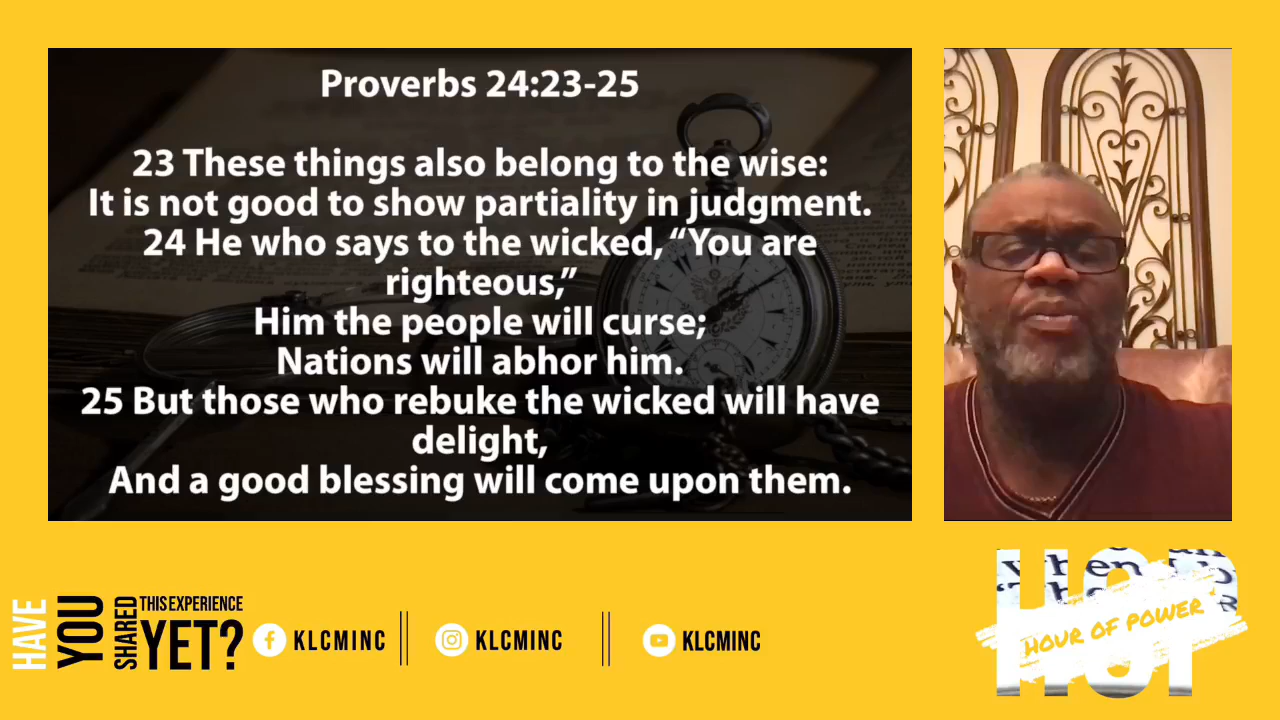 Proverbs 24:23-25
23 These things also belong to the wise:
It is not good to show partiality in judgment.
24 He who says to the wicked, “You are
righteous,”
Him the people will curse;
Nations will abhor him.
25 But those who rebuke the wicked will have
delight,
And a good blessing will come upon them.
HAVE
YOU
SHARED
THIS EXPERIENCE
YET?
KLCMINC
KLCMINC
KLCMINC
HOP
HOUR OF POWER